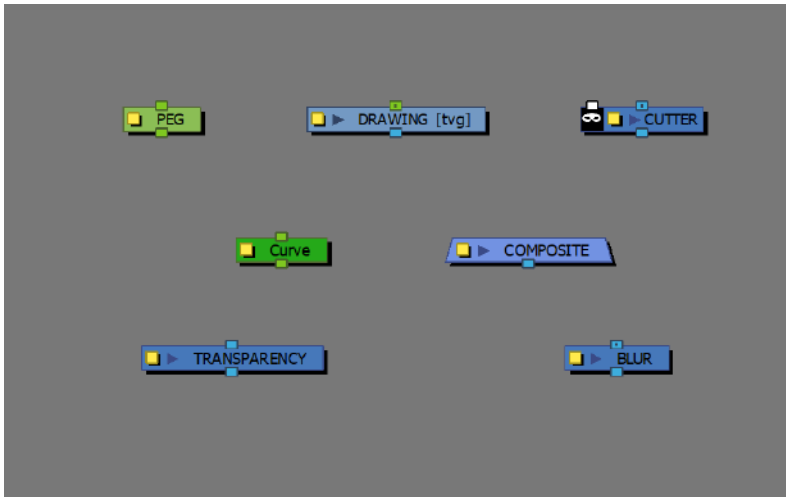 PEG
DRAWING [tvg]
CUTTER
Curve
COMPOSITE
TRANSPARENCY
BLUR